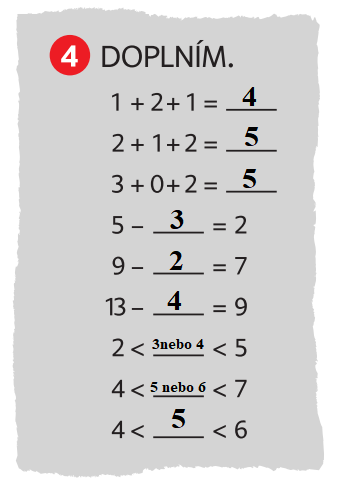 4 DOPLNÍM.
1 + 2 + 1 = 4
2 + 1 + 2 = 5
3 + 0 + 2 = 5
5 – 3 = 2
9 – 2 = 7
13 – 4 = 9
2 < 3nebo 4 < 5
4 < 5 nebo 6 < 7
4 < 5 < 6